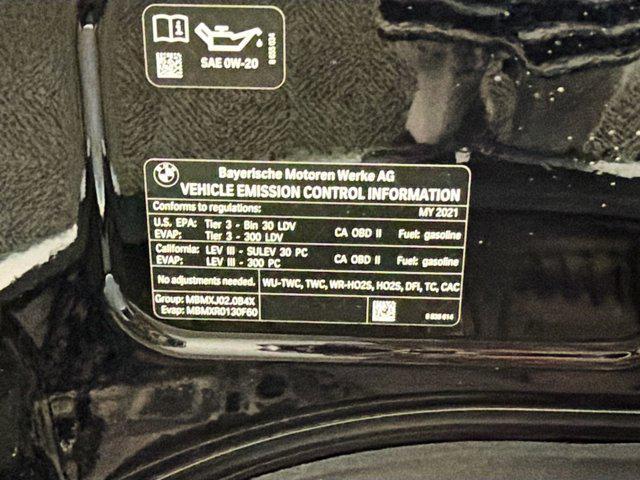 SAE 0W-20
Bayerische Motoren Werke AG
VEHICLE EMISSION CONTROL INFORMATION
Conforms to regulations: MY 2021
U.S. EPA: Tier 3 - Bin 30 LDV
EVAP: Tier 3 - 300 LDV CA OBD II Fuel: gasoline
California: LEV III - SULEV 30 PC
EVAP: LEV III - 300 PC CA OBD II Fuel: gasoline
No adjustments needed. WU-TWC, TWC, WR-HO2S, HO2S, DFI, TC, CAC
Group: MBMXJ02.0B4X
Evap: MBMXR0130F60